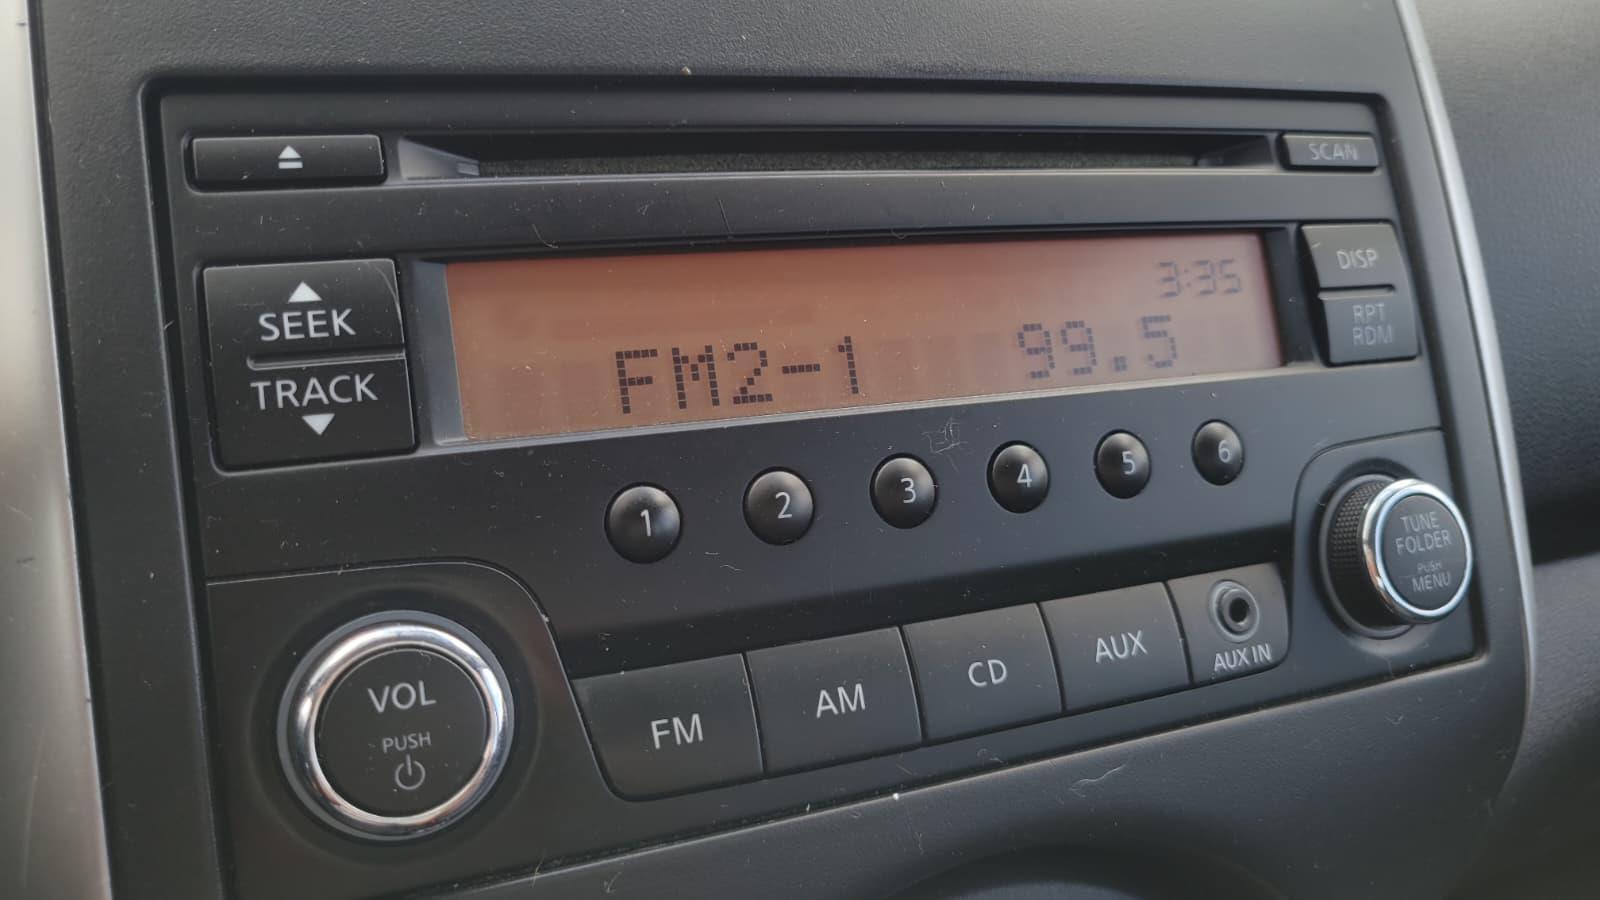 SCAN
3:35
FM2-1 99.5
DISP
RPT
RDM
SEEK
TRACK
1 2 3 4 5 6
TUNE
FOLDER
PUSH
MENU
VOL
PUSH
FM AM CD AUX AUX IN